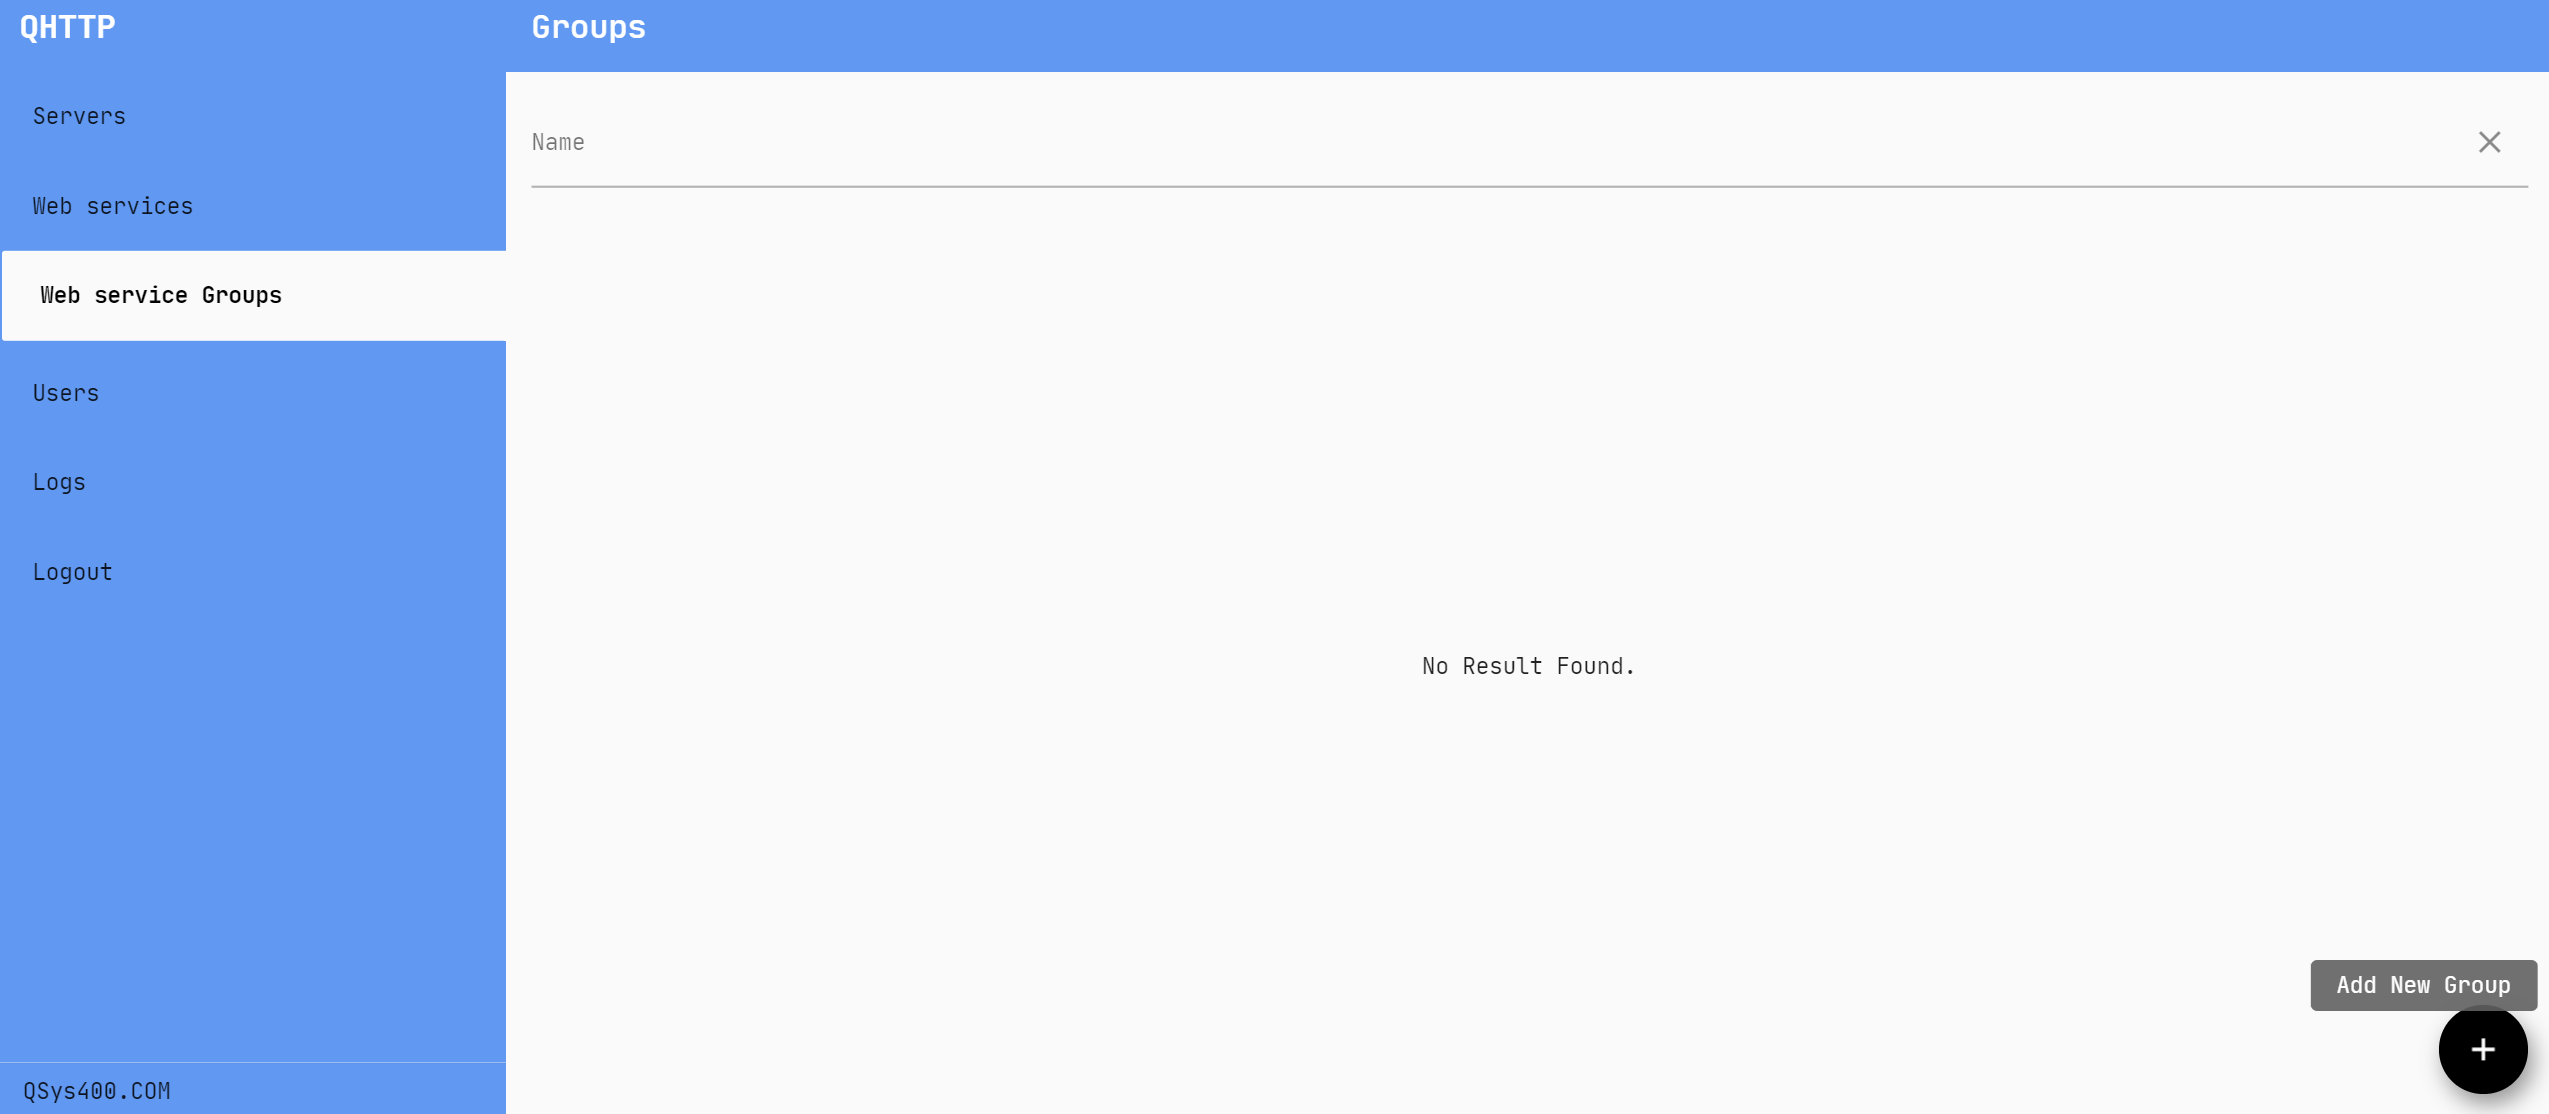 QHTTP
Servers
Web services
Web service Groups
Users
Logs
Logout
QSys400.COM
Groups
Name
No Result Found.
Add New Group